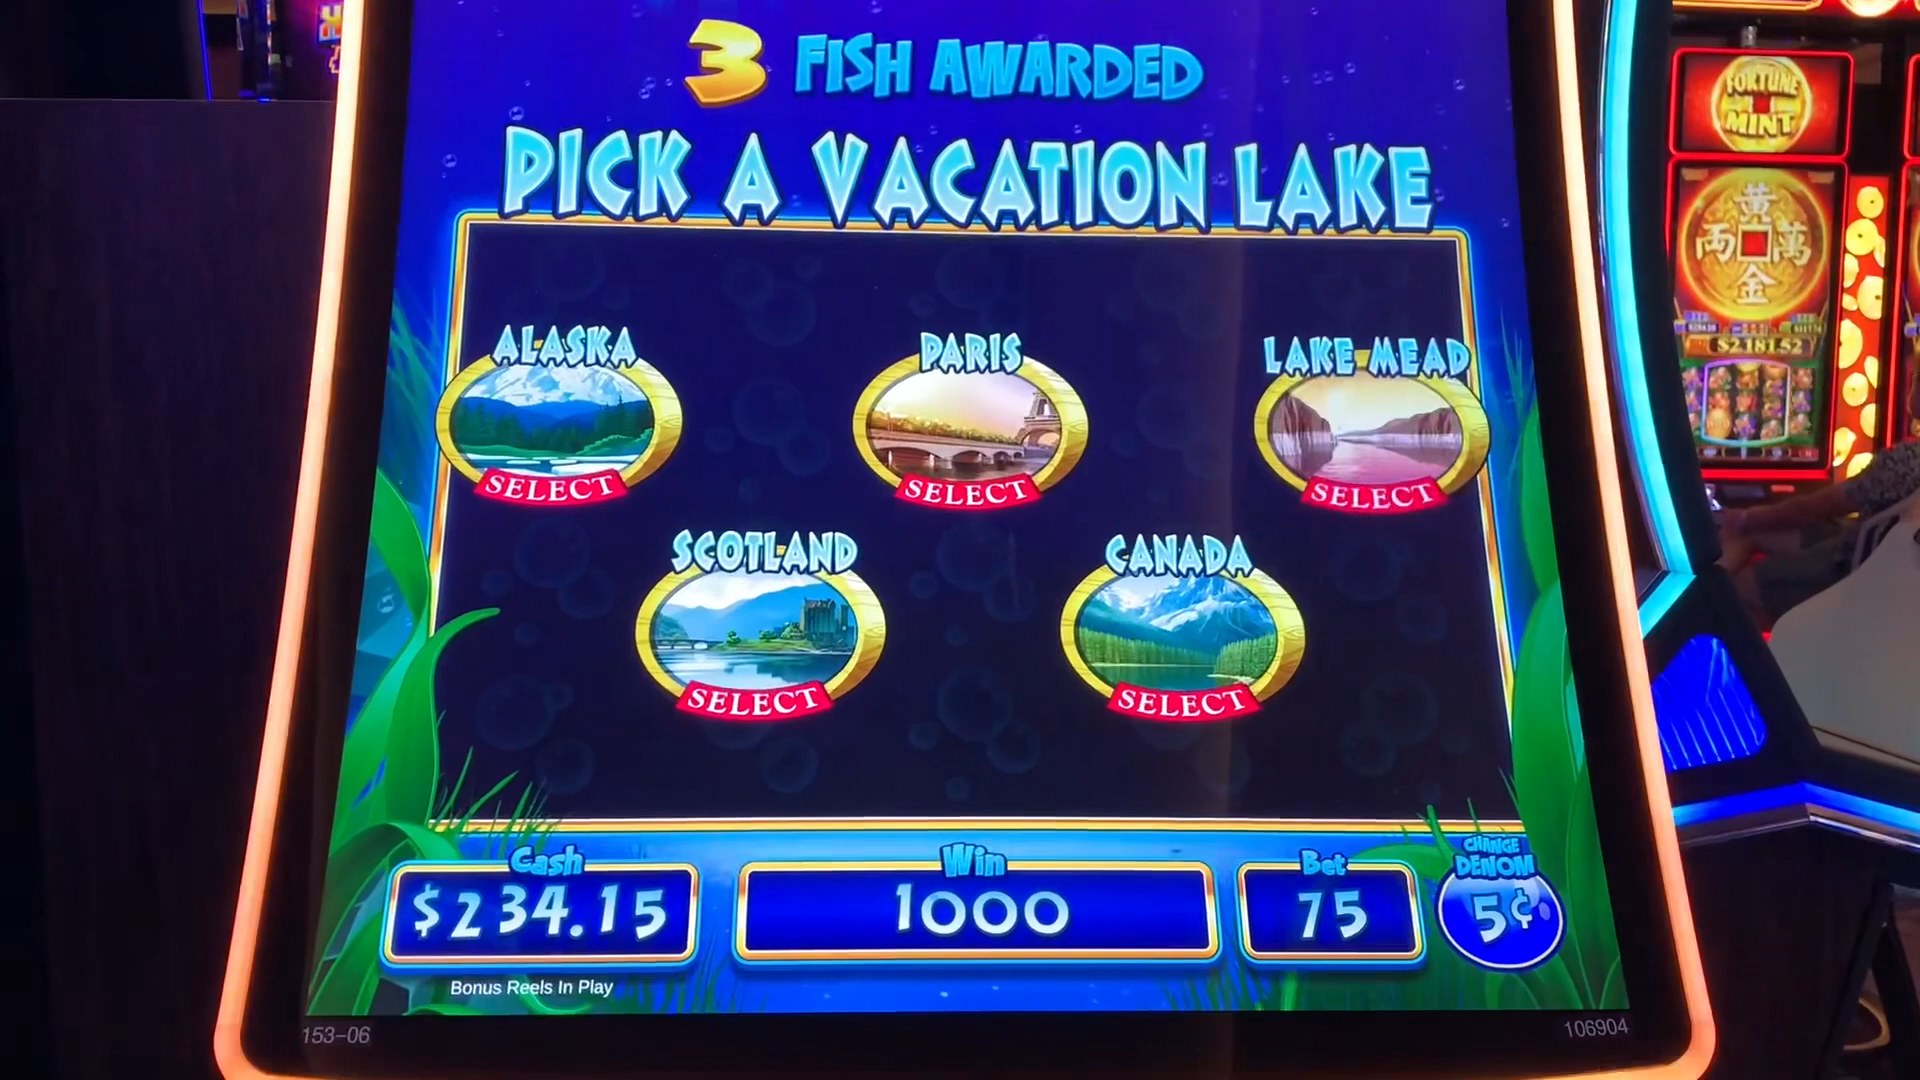 3 FISH AWARDED
PICK A VACATION LAKE
ALASKA
SELECT
PARIS
SELECT
LAKE MEAD
SELECT
SCOTLAND
SELECT
CANADA
SELECT
Cash
$234.15
Win
1000
Bet
75
CHANGE
DENOM
5¢
Bonus Reels In Play
153-06
106904
FORTUNE
MINT
黃
兩 萬
金
$2,181.52